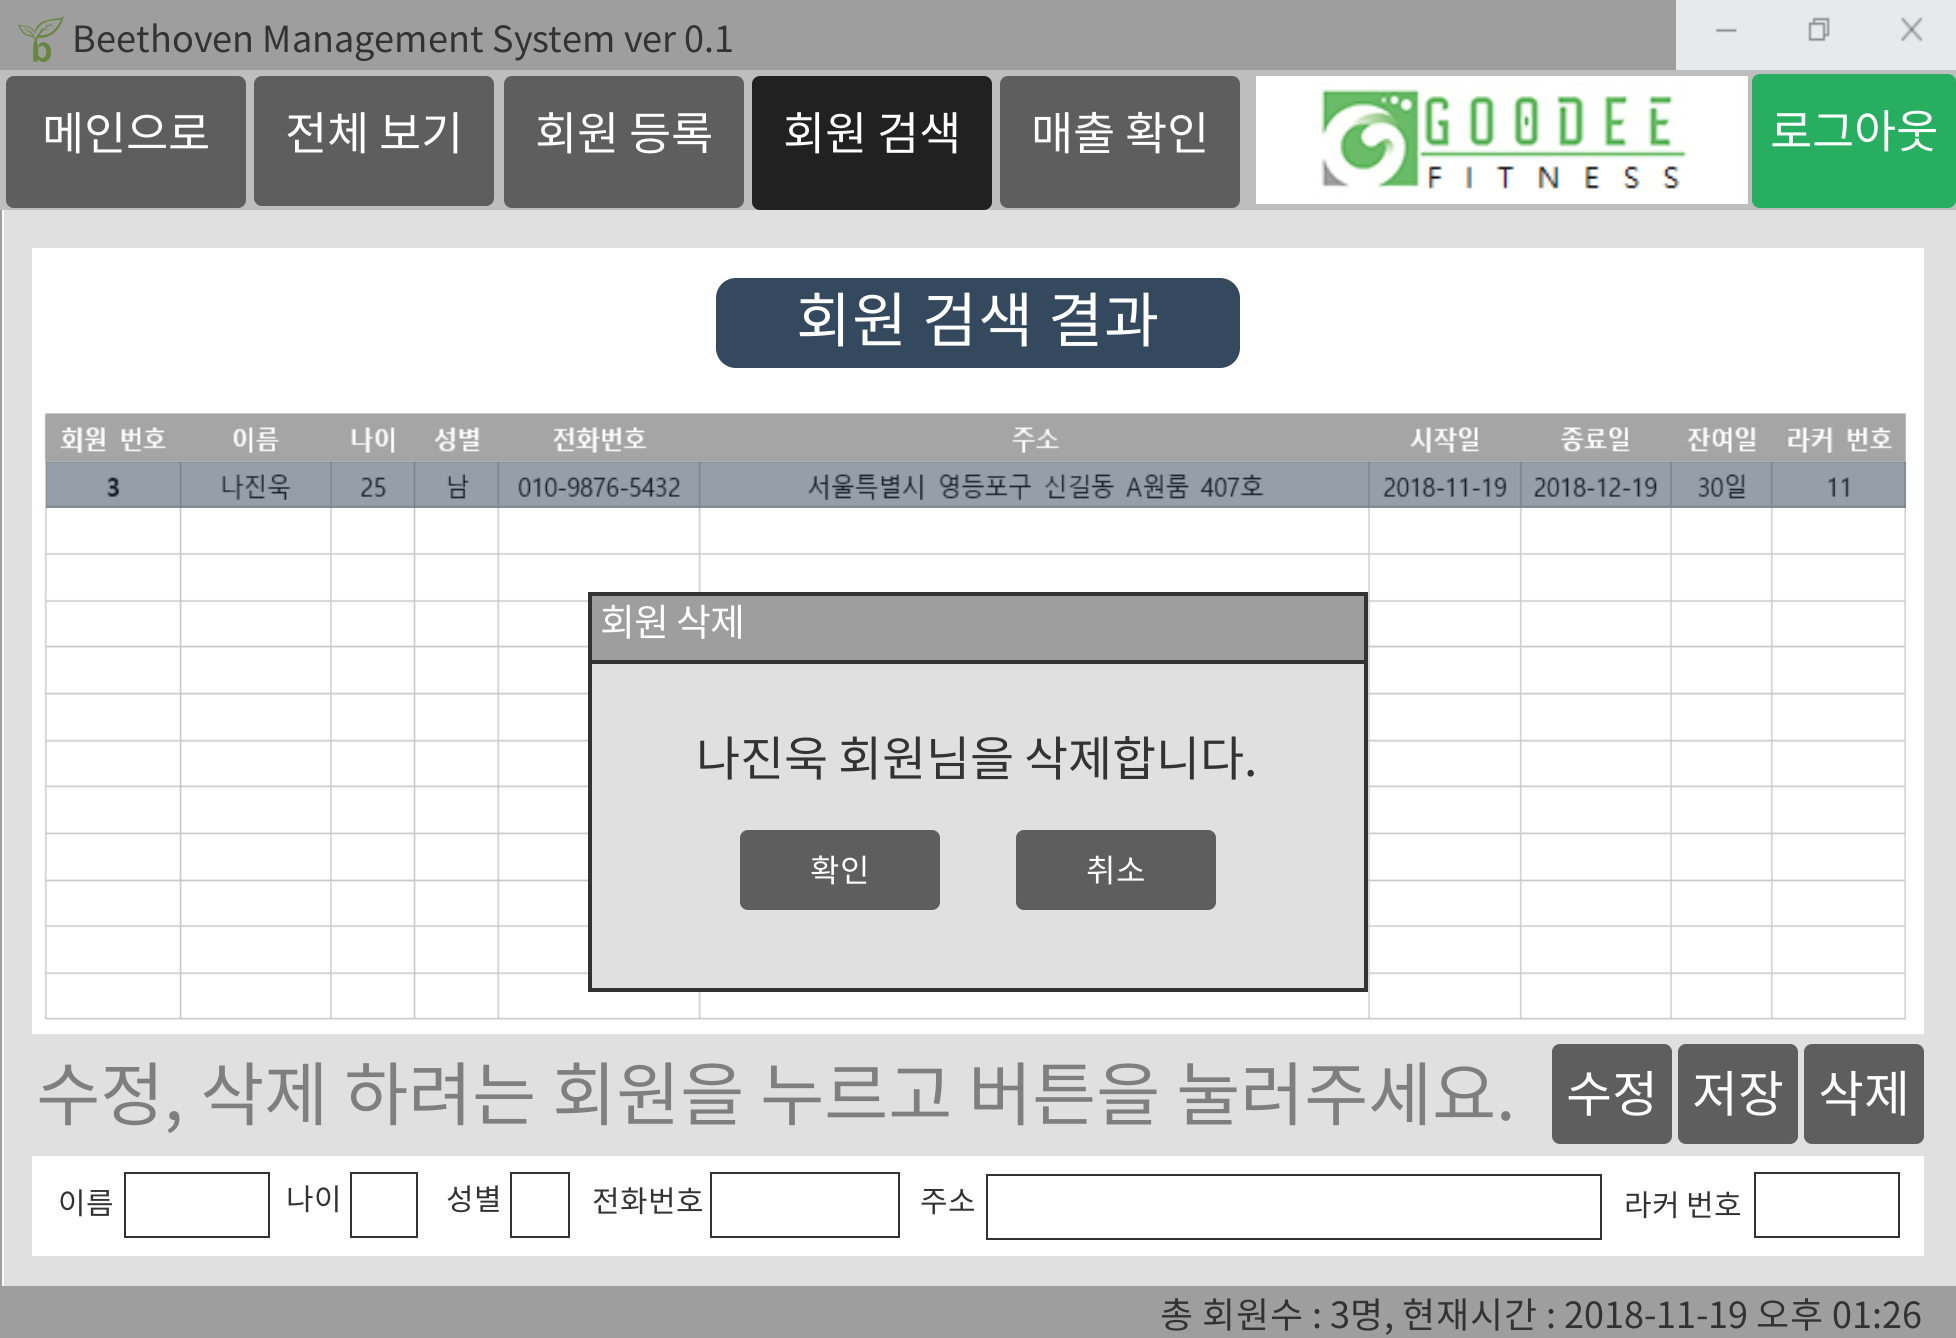 Beethoven Management System ver 0.1
메인으로 전체 보기 회원 등록 회원 검색 매출 확인 GOODEE 로그아웃
FITNESS
회원 검색 결과
회원 번호 이름 나이 성별 전화번호 주소 시작일 종료일 잔여일 라커 번호
3 나진욱 25 남 010-9876-5432 서울특별시 영등포구 신길동 A원룸 407호 2018-11-19 2018-12-19 30일 11
회원 삭제
나진욱 회원님을 삭제합니다.
확인 취소
수정, 삭제 하려는 회원을 누르고 버튼을 눌러주세요. 수정 저장 삭제
이름 나이 성별 전화번호 주소 라커 번호
총 회원수 : 3명, 현재시간 : 2018-11-19 오후 01:26